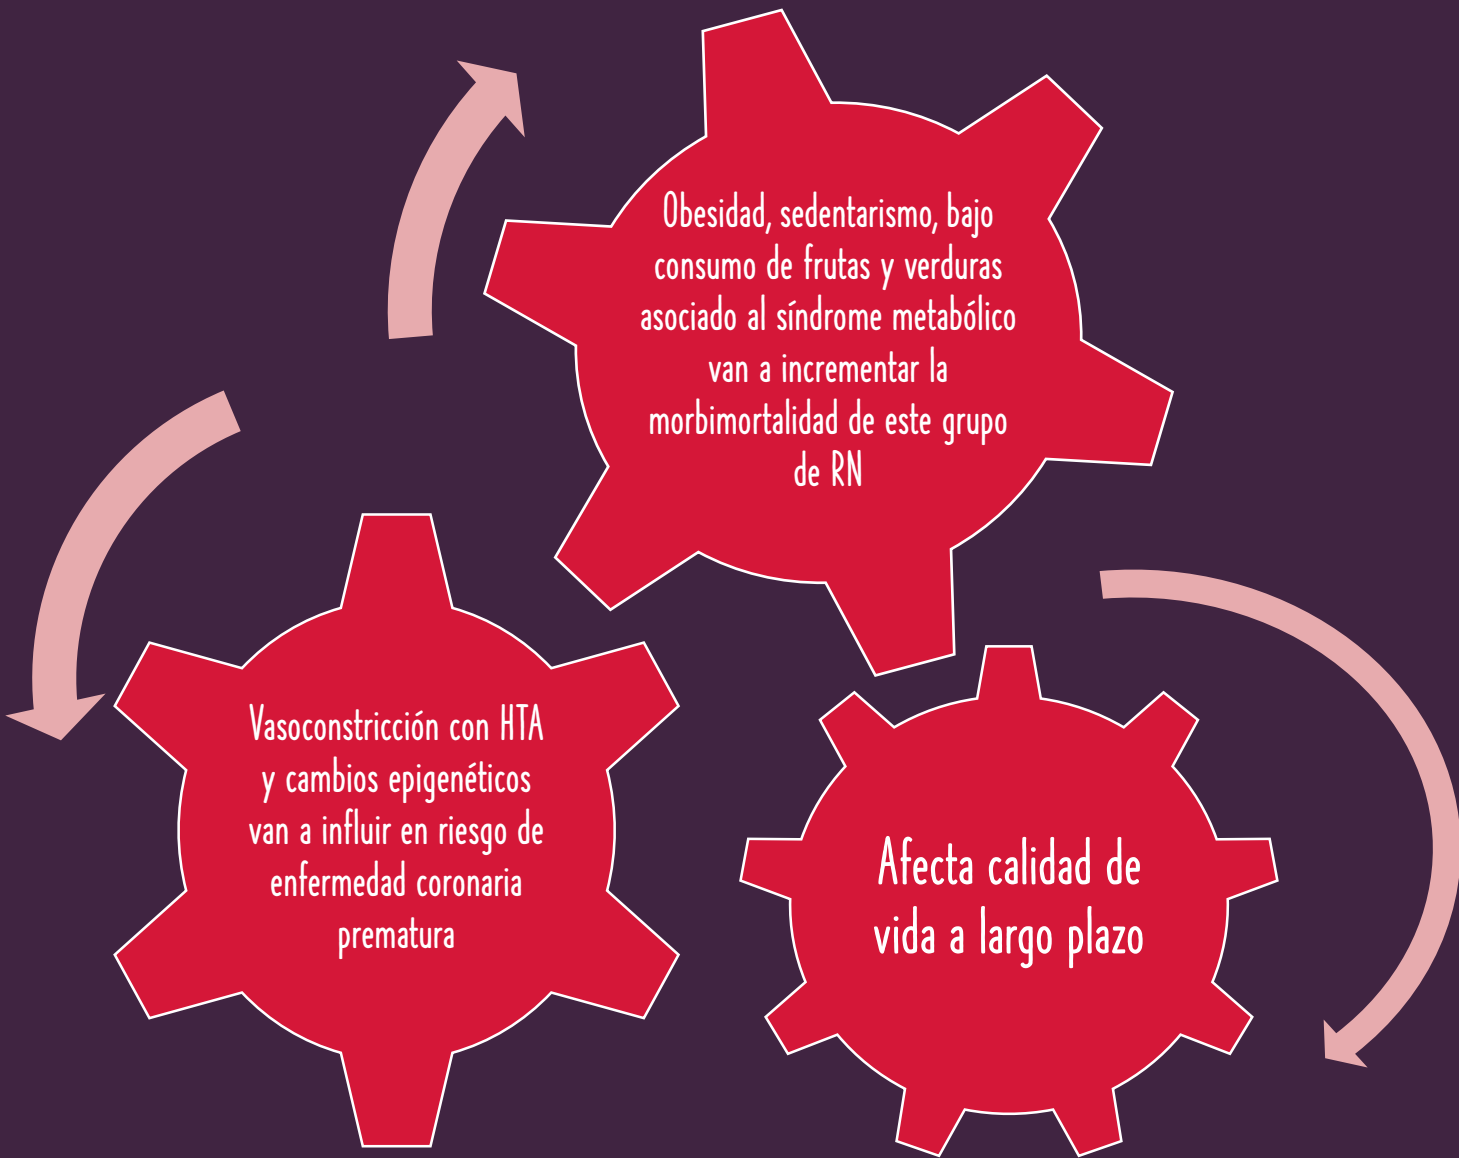 Obesidad, sedentarismo, bajo
consumo de frutas y verduras
asociado al síndrome metabólico
van a incrementar la
morbimortalidad de este grupo
de RN
Vasoconstricción con HTA
y cambios epigenéticos
van a influir en riesgo de
enfermedad coronaria
prematura
Afecta calidad de
vida a largo plazo